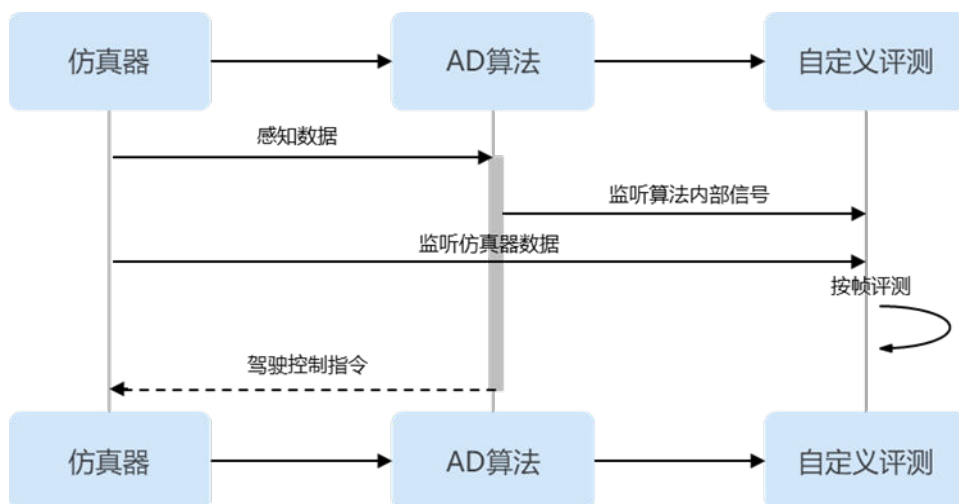 仿真器
AD算法
自定义评测
感知数据
监听算法内部信号
监听仿真器数据
按帧评测
驾驶控制指令
仿真器
AD算法
自定义评测